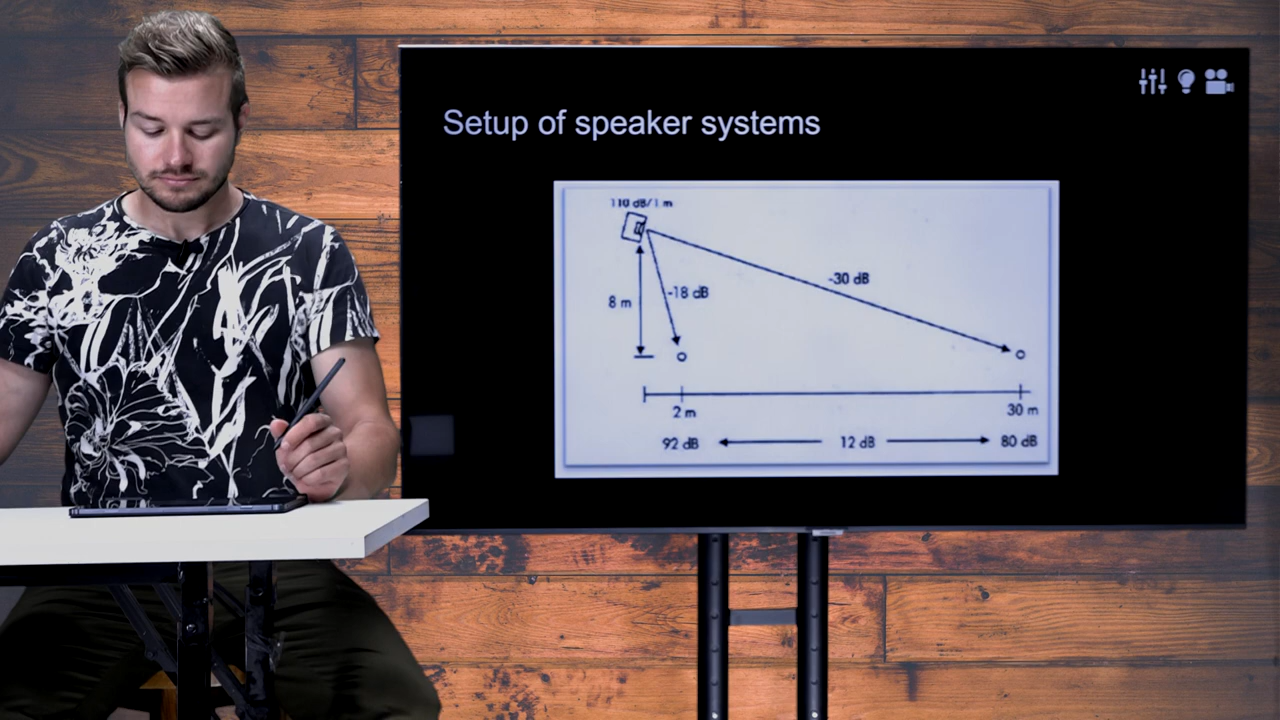 Setup of speaker systems
110 dB/1 m
-30 dB
-18 dB
8 m
2 m
30 m
92 dB
12 dB
80 dB